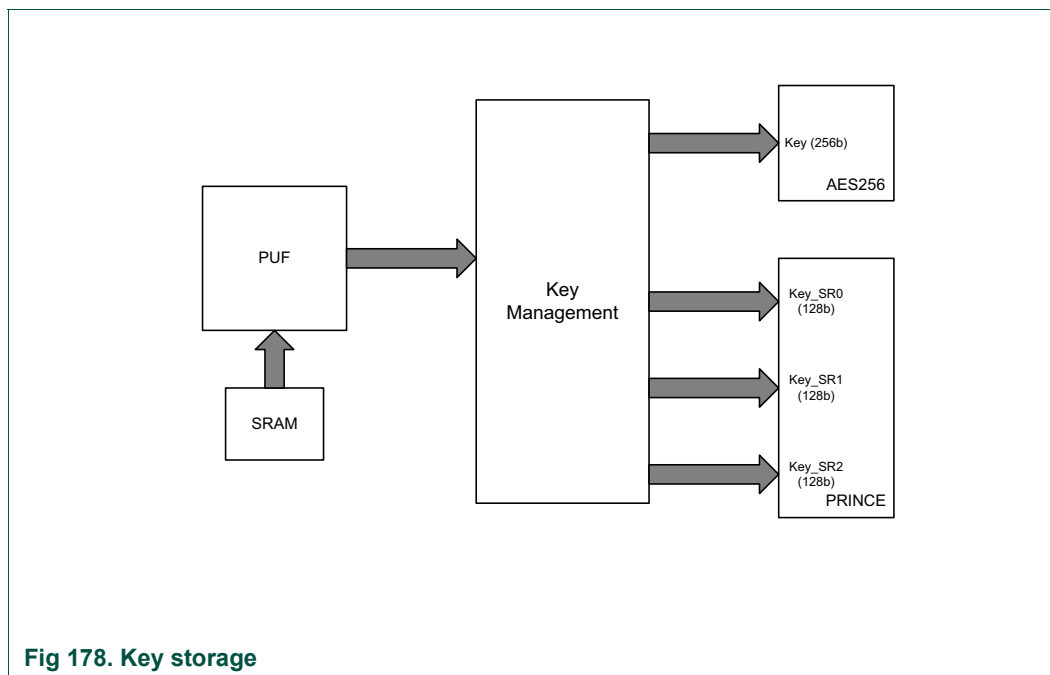 PUF
SRAM
Key
Management
Key (256b)
AES256
Key_SR0
(128b)
Key_SR1
(128b)
Key_SR2
(128b)
PRINCE
Fig 178. Key storage